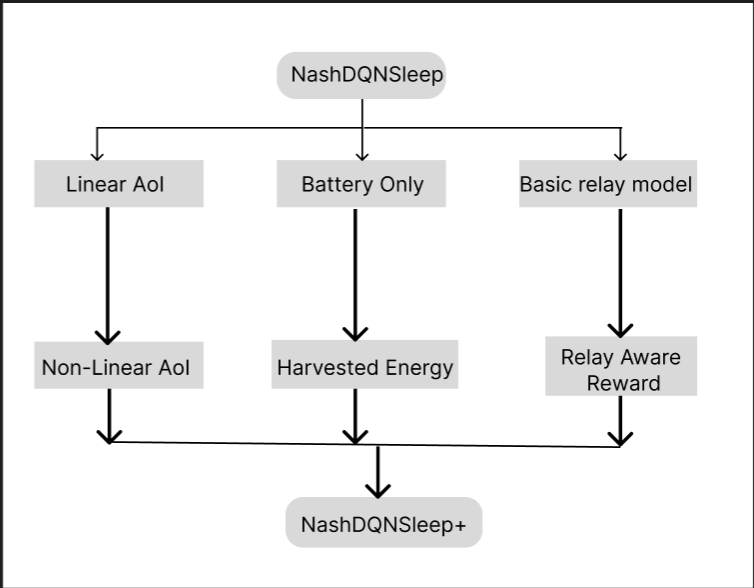 NashDQNSleep
Linear AoI
Battery Only
Basic relay model
Non-Linear AoI
Harvested Energy
Relay Aware
Reward
NashDQNSleep+